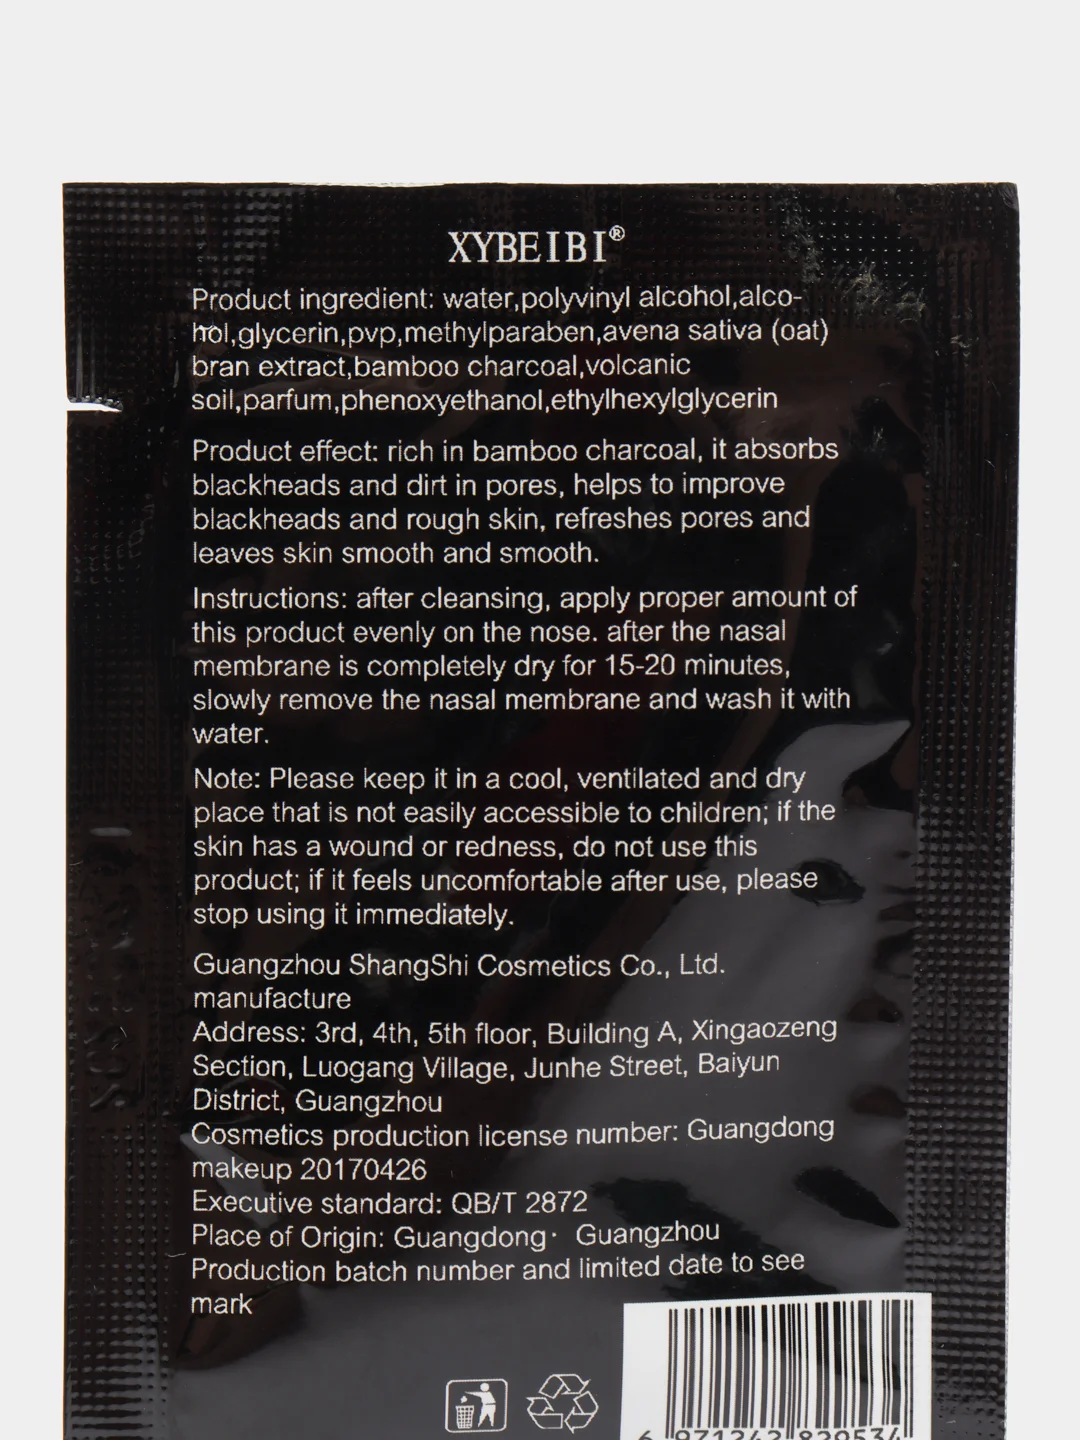 XYBEIBI®
Product ingredient: water,polyvinyl alcohol,alco-
hol,glycerin,pvp,methylparaben,avena sativa (oat)
bran extract,bamboo charcoal,volcanic
soil,parfum,phenoxyethanol,ethylhexylglycerin
Product effect: rich in bamboo charcoal, it absorbs
blackheads and dirt in pores, helps to improve
blackheads and rough skin, refreshes pores and
leaves skin smooth and smooth.
Instructions: after cleansing, apply proper amount of
this product evenly on the nose. after the nasal
membrane is completely dry for 15-20 minutes,
slowly remove the nasal membrane and wash it with
water.
Note: Please keep it in a cool, ventilated and dry
place that is not easily accessible to children; if the
skin has a wound or redness, do not use this
product; if it feels uncomfortable after use, please
stop using it immediately.
Guangzhou ShangShi Cosmetics Co., Ltd.
manufacture
Address: 3rd, 4th, 5th floor, Building A, Xingaozeng
Section, Luogang Village, Junhe Street, Baiyun
District, Guangzhou
Cosmetics production license number: Guangdong
makeup 20170426
Executive standard: QB/T 2872
Place of Origin: Guangdong· Guangzhou
Production batch number and limited date to see
mark
6 971242 829534